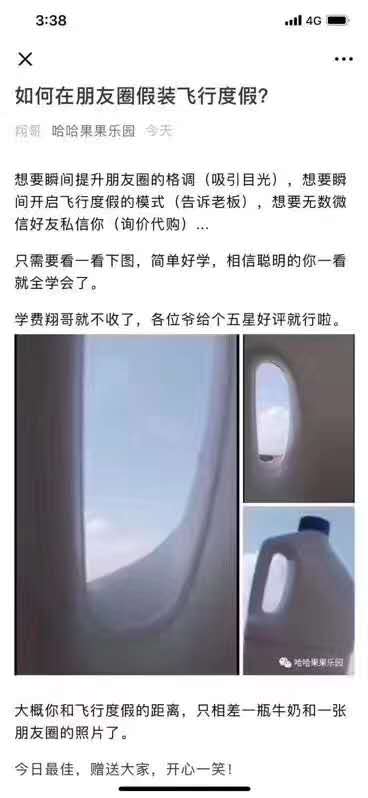 3:38
4G
如何在朋友圈假装飞行度假？
翔哥 哈哈果果乐园 今天
想要瞬间提升朋友圈的格调（吸引目光），想要瞬
间开启飞行度假的模式（告诉老板），想要无数微
信好友私信你（询价代购）...
只需要看一看下图，简单好学，相信聪明的你一看
就全学会了。
学费翔哥就不收了，各位爷给个五星好评就行啦。
哈哈果果乐园
大概你和飞行度假的距离，只相差一瓶牛奶和一张
朋友圈的照片了。
今日最佳，赠送大家，开心一笑！